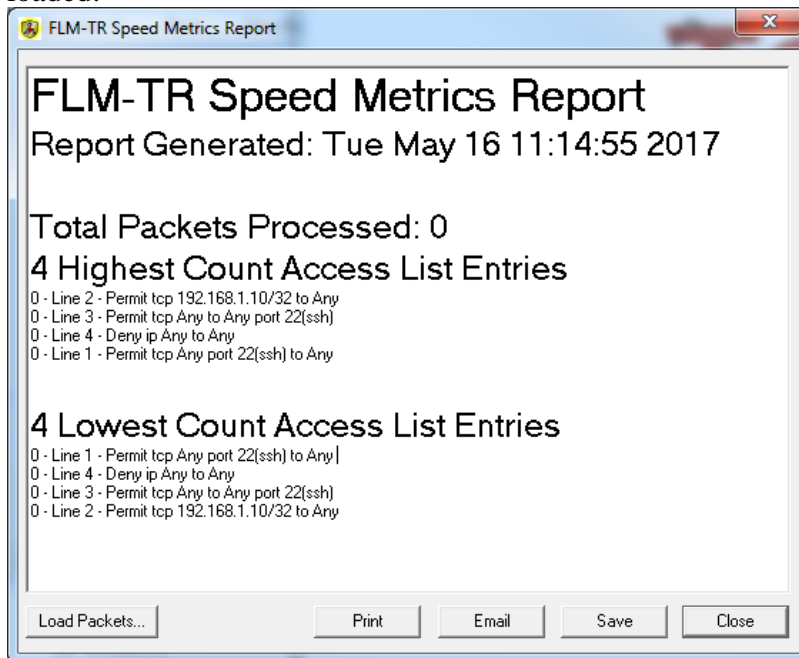 loaded.
FLM-TR Speed Metrics Report
FLM-TR Speed Metrics Report
Report Generated: Tue May 16 11:14:55 2017
Total Packets Processed: 0
4 Highest Count Access List Entries
0 - Line 2 - Permit tcp 192.168.1.10/32 to Any
0 - Line 3 - Permit tcp Any to Any port 22(ssh)
0 - Line 4 - Deny ip Any to Any
0 - Line 1 - Permit tcp Any port 22(ssh) to Any
4 Lowest Count Access List Entries
0 - Line 1 - Permit tcp Any port 22(ssh) to Any
0 - Line 4 - Deny ip Any to Any
0 - Line 3 - Permit tcp Any to Any port 22(ssh)
0 - Line 2 - Permit tcp 192.168.1.10/32 to Any
Load Packets... Print Email Save Close